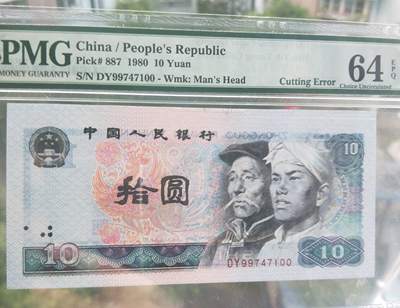 PMG
MONEY GUARANTY
China / People's Republic
Pick# 887 1980 10 Yuan
S/N DY99747100 - Wmk: Man's Head
Cutting Error
64 EPQ
Choice Uncirculated
中国人民银行
10
拾圆
10
10
DY99747100